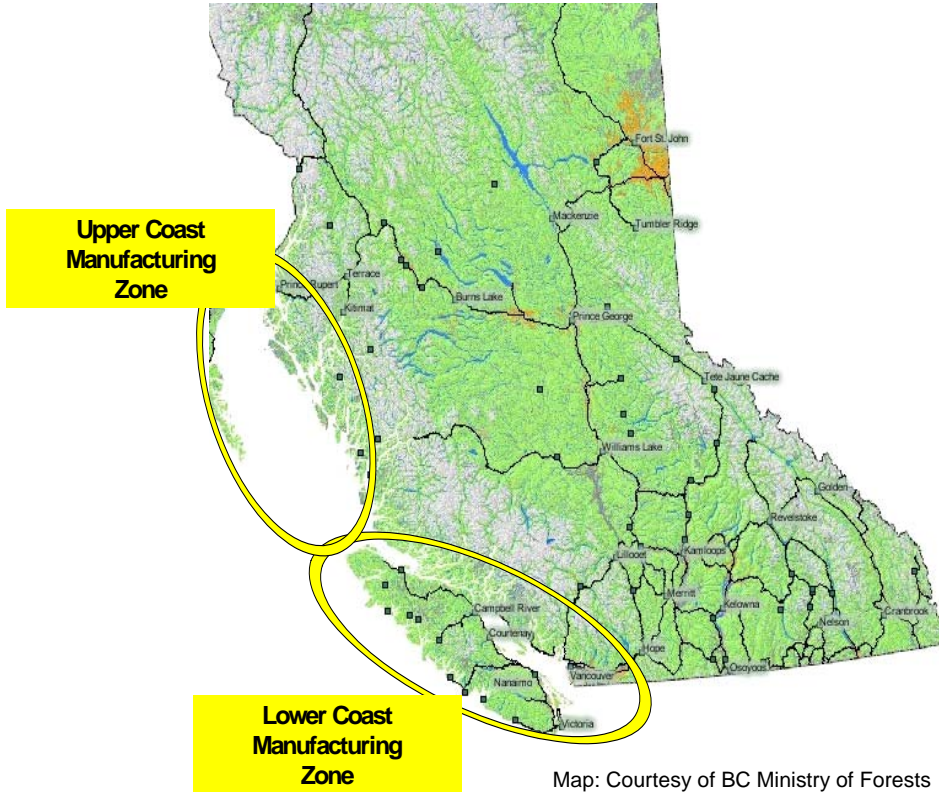 Fort St. John
Mackenzie
Tumbler Ridge
Upper Coast
Manufacturing
Zone
Terrace
Prince Rupert
Kitimat
Burns Lake
Prince George
Tete Jaune Cache
Williams Lake
Golden
Revelstoke
Lillooet
Kamloops
Merritt
Kelowna
Campbell River
Cranbrook
Nelson
Courtenay
Hope
Osoyoos
Vancouver
Nanaimo
Victoria
Lower Coast
Manufacturing
Zone
Map: Courtesy of BC Ministry of Forests